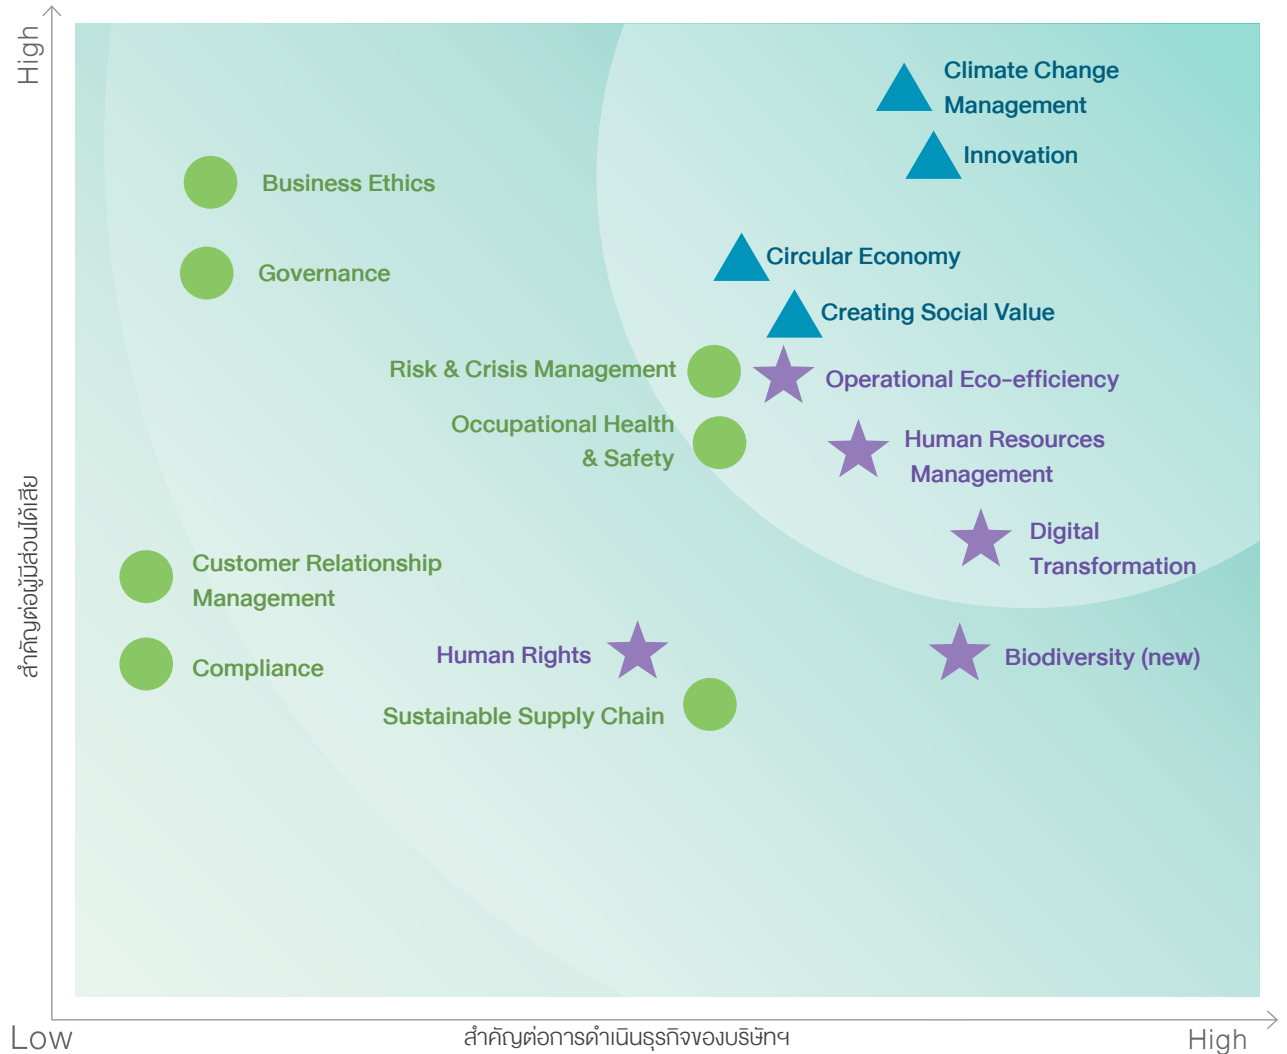 High
Climate Change
Management
Innovation
Business Ethics
Circular Economy
Governance
Creating Social Value
Risk & Crisis Management
Operational Eco-efficiency
Occupational Health
& Safety
Human Resources
Management
Digital
Transformation
Customer Relationship
Management
Human Rights
Biodiversity (new)
Compliance
Sustainable Supply Chain
สำคัญต่อผู้มีส่วนได้เสีย
Low
สำคัญต่อการดำเนินธุรกิจของบริษัทฯ
High